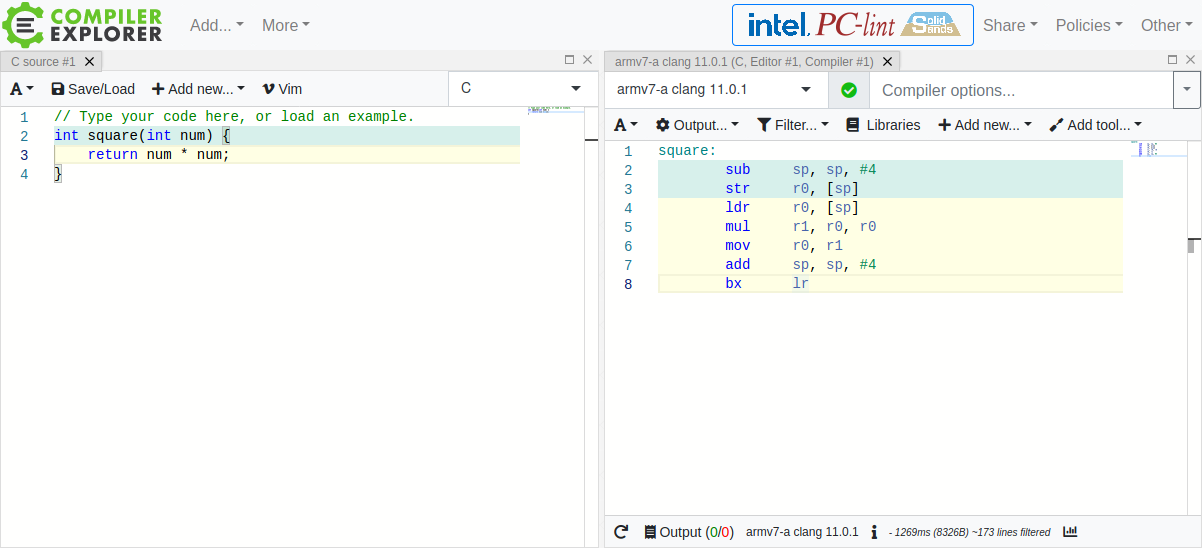 COMPILER EXPLORER Add... More intel. PC-lint Solid Sands Share Policies Other
C source #1
A Save/Load + Add new... Vim C
1 // Type your code here, or load an example.
2 int square(int num) {
3     return num * num;
4 }
armv7-a clang 11.0.1 (C, Editor #1, Compiler #1)
armv7-a clang 11.0.1 Compiler options...
A Output... Filter... Libraries + Add new... Add tool...
1 square:
2         sub     sp, sp, #4
3         str     r0, [sp]
4         ldr     r0, [sp]
5         mul     r1, r0, r0
6         mov     r0, r1
7         add     sp, sp, #4
8         bx      lr
Output (0/0) armv7-a clang 11.0.1 i - 1269ms (8326B) ~173 lines filtered